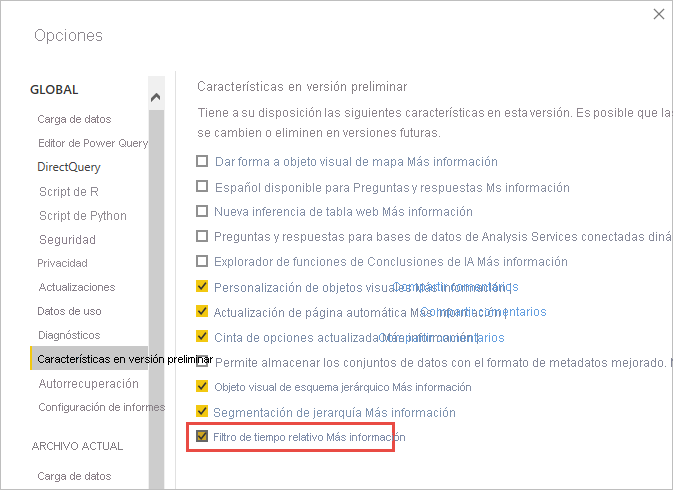 Opciones
GLOBAL
Carga de datos
Editor de Power Query
DirectQuery
Script de R
Script de Python
Seguridad
Privacidad
Actualizaciones
Datos de uso
Diagnósticos
Características en versión preliminar
Autorrecuperación
Configuración de informes
ARCHIVO ACTUAL
Carga de datos
Características en versión preliminar
Tiene a su disposición las siguientes características en esta versión. Es posible que las
se cambien o eliminen en versiones futuras.
Dar forma a objeto visual de mapa Más información
Español disponible para Preguntas y respuestas Ms información
Nueva inferencia de tabla web Más información
Preguntas y respuestas para bases de datos de Analysis Services conectadas diná
Explorador de funciones de Conclusiones de IA Más información
Personalización de objetos visuales Más información | Compartir comentarios
Actualización de página automática Más información | Compartir comentarios
Cinta de opciones actualizada Más información | Compartir comentarios
Permite almacenar los conjuntos de datos con el formato de metadatos mejorado. M
Objeto visual de esquema jerárquico Más información
Segmentación de jerarquía Más información
Filtro de tiempo relativo Más información